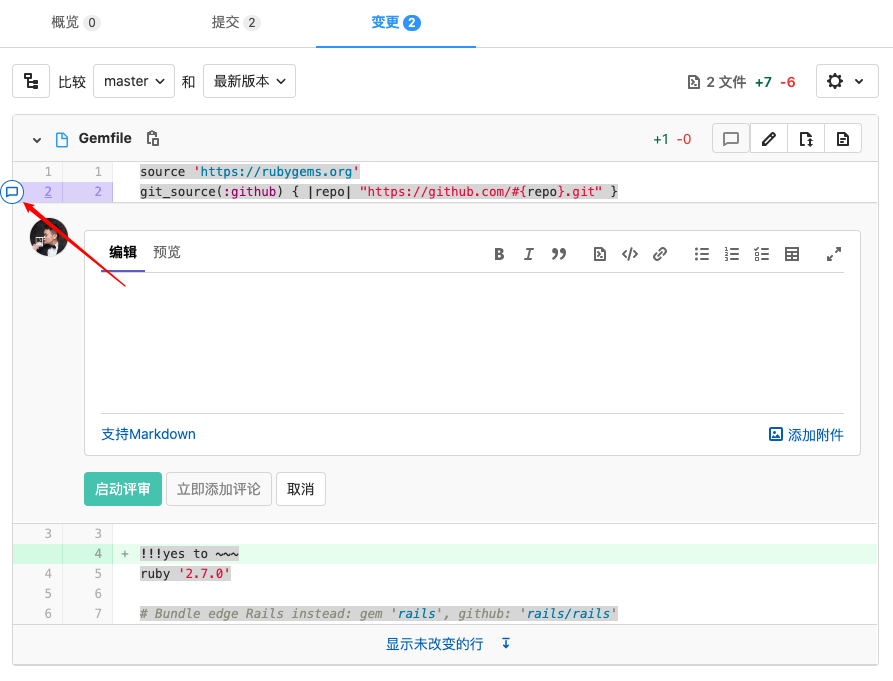 概览 0 提交 2 变更 2
比较 master 和 最新版本 2 文件 +7 -6
Gemfile +1 -0
1 1 source 'https://rubygems.org'
2 2 git_source(:github) { |repo| "https://github.com/#{repo}.git" }
编辑 预览
支持Markdown 添加附件
启动评审 立即添加评论 取消
3 3
4 + !!!yes to ~~~
4 5 ruby '2.7.0'
5 6
6 7 # Bundle edge Rails instead: gem 'rails', github: 'rails/rails'
显示未改变的行